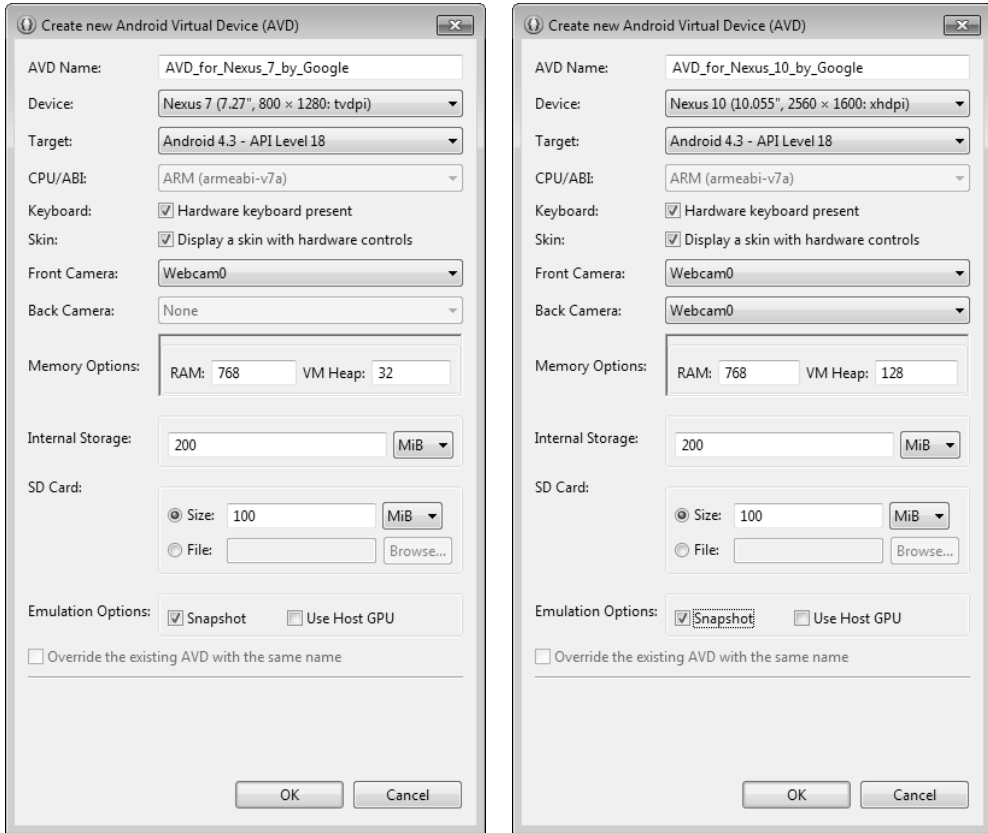 Create new Android Virtual Device (AVD)
AVD Name: AVD_for_Nexus_7_by_Google
Device: Nexus 7 (7.27", 800 × 1280: tvdpi)
Target: Android 4.3 - API Level 18
CPU/ABI: ARM (armeabi-v7a)
Keyboard: Hardware keyboard present
Skin: Display a skin with hardware controls
Front Camera: Webcam0
Back Camera: None
Memory Options: RAM: 768 VM Heap: 32
Internal Storage: 200 MiB
SD Card:
Size: 100 MiB
File: Browse...
Emulation Options: Snapshot Use Host GPU
Override the existing AVD with the same name
OK Cancel
Create new Android Virtual Device (AVD)
AVD Name: AVD_for_Nexus_10_by_Google
Device: Nexus 10 (10.055", 2560 × 1600: xhdpi)
Target: Android 4.3 - API Level 18
CPU/ABI: ARM (armeabi-v7a)
Keyboard: Hardware keyboard present
Skin: Display a skin with hardware controls
Front Camera: Webcam0
Back Camera: Webcam0
Memory Options: RAM: 768 VM Heap: 128
Internal Storage: 200 MiB
SD Card:
Size: 100 MiB
File: Browse...
Emulation Options: Snapshot Use Host GPU
Override the existing AVD with the same name
OK Cancel